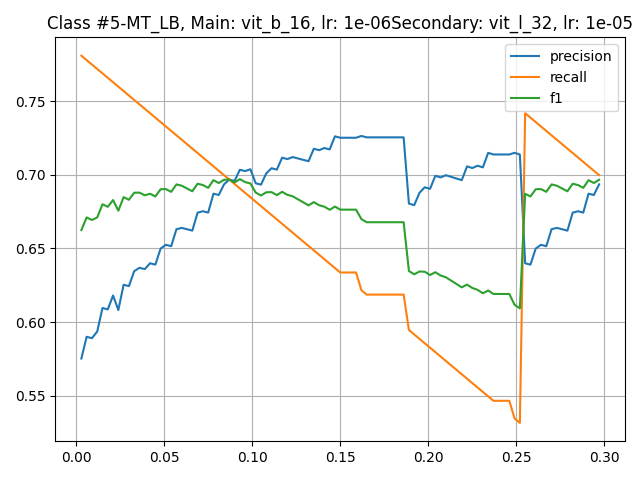 Class #5-MT_LB, Main: vit_b_16, lr: 1e-06Secondary: vit_l_32, lr: 1e-05
precision
recall
f1
0.75
0.70
0.65
0.60
0.55
0.00 0.05 0.10 0.15 0.20 0.25 0.30